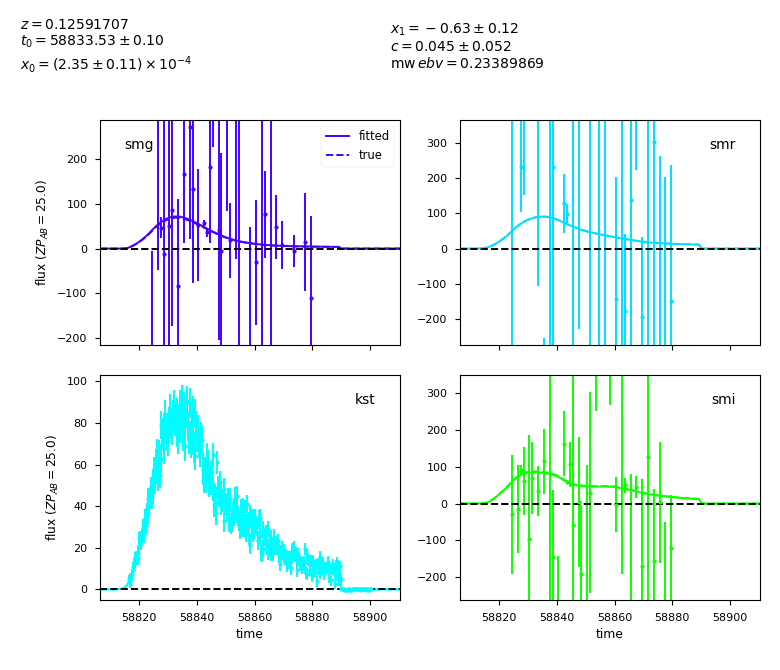 z = 0.12591707
t₀ = 58833.53 ± 0.10
x₀ = (2.35 ± 0.11) × 10⁻⁴
x₁ = −0.63 ± 0.12
c = 0.045 ± 0.052
mw ebv = 0.23389869
smg
fitted
true
flux (ZP_AB = 25.0)
200
100
0
−100
−200
smr
300
200
100
0
−100
−200
kst
flux (ZP_AB = 25.0)
100
80
60
40
20
0
58820 58840 58860 58880 58900
time
smi
300
200
100
0
−100
−200
58820 58840 58860 58880 58900
time